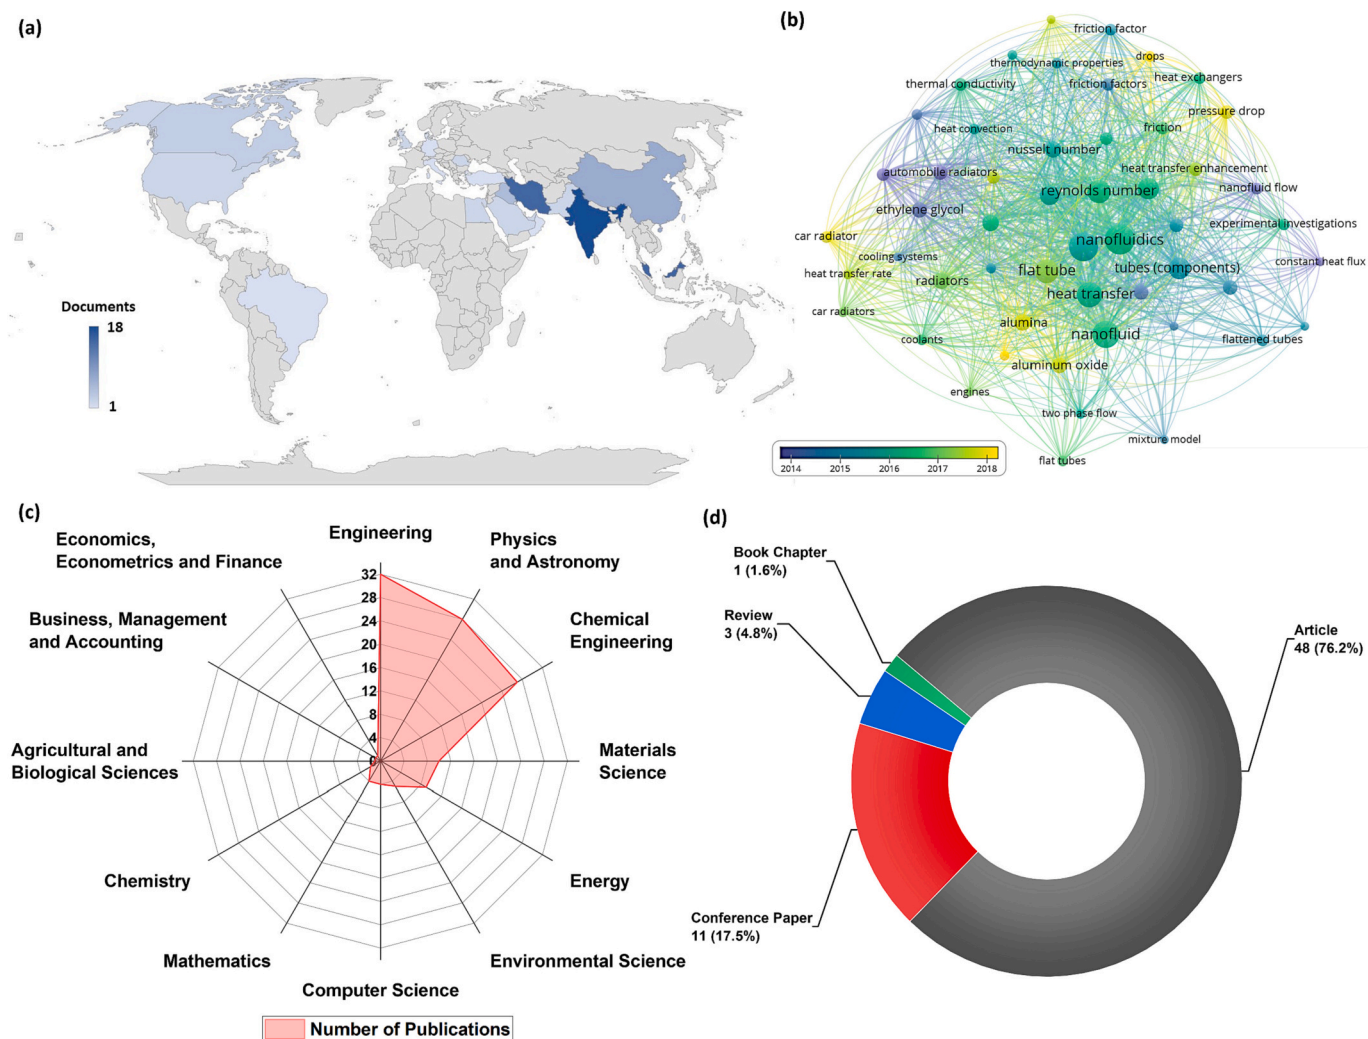 (a)
Documents
18
1
(b)
friction factor
drops
thermodynamic properties
heat exchangers
thermal conductivity
friction factors
pressure drop
heat convection
friction
nusselt number
automobile radiators
heat transfer enhancement
reynolds number
nanofluid flow
ethylene glycol
experimental investigations
car radiator
nanofluidics
cooling systems
constant heat flux
heat transfer rate
flat tube
tubes (components)
radiators
heat transfer
car radiators
alumina
coolants
nanofluid
flattened tubes
aluminum oxide
engines
two phase flow
mixture model
flat tubes
2014
2015
2016
2017
2018
(c)
Engineering
Physics
and Astronomy
Chemical
Engineering
Materials
Science
Energy
Environmental Science
Computer Science
Mathematics
Chemistry
Agricultural and
Biological Sciences
Business, Management
and Accounting
Economics,
Econometrics and Finance
32
28
24
20
16
12
8
4
0
Number of Publications
(d)
Book Chapter
1 (1.6%)
Review
3 (4.8%)
Article
48 (76.2%)
Conference Paper
11 (17.5%)